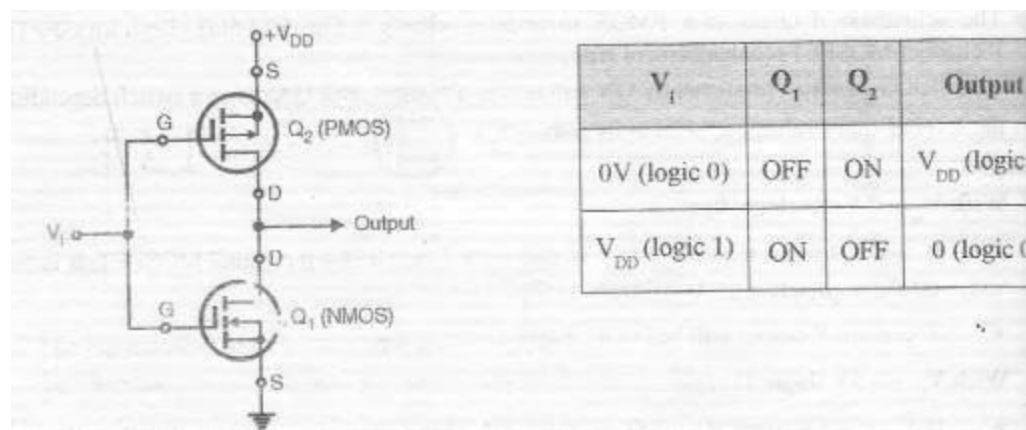 +VDD
S
G
Q2 (PMOS)
D
Vi
Output
D
G
Q1 (NMOS)
S
Vi Q1 Q2 Output
0V (logic 0) OFF ON VDD (logic
VDD (logic 1) ON OFF 0 (logic 0